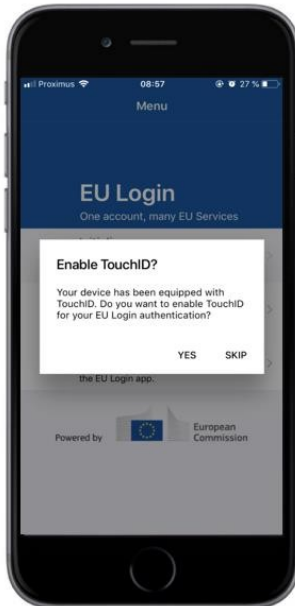 Proximus 08:57 27 %
Menu
EU Login
One account, many EU Services
Enable TouchID?
Your device has been equipped with
TouchID. Do you want to enable TouchID
for your EU Login authentication?
YES SKIP
the EU Login app.
Powered by
European
Commission